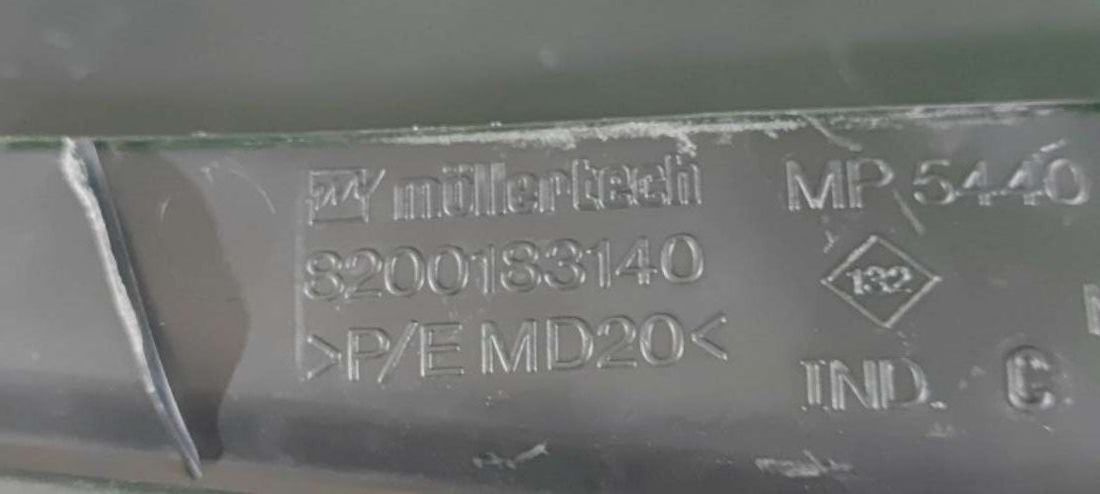 möllertech MP 5440
8200183140 132
>P/E MD20< IND. C